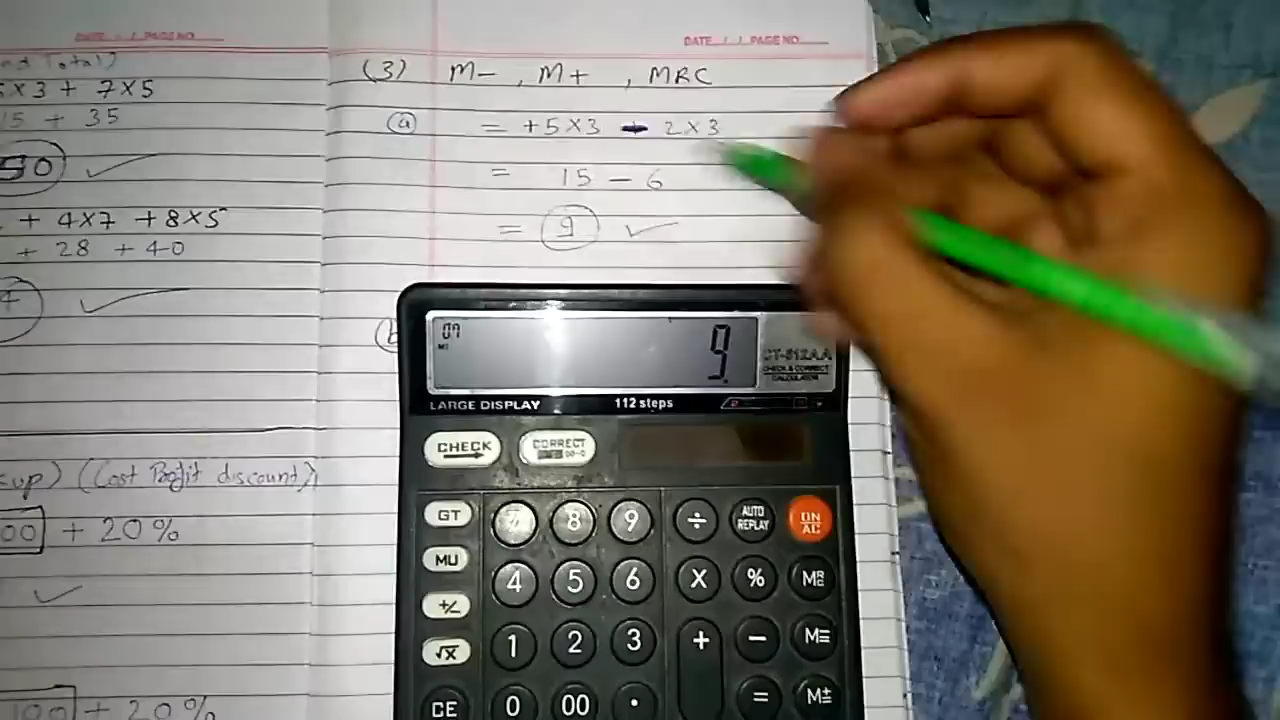 DATE / / PAGE NO.
Total)
×3 + 7×5
15 + 35
50
+ 4×7 +8×5
+ 28 + 40
(Cost Profit discount)
00 + 20%
100 + 20%
DATE / / PAGE NO.
(3) M- , M+ , MRC
(a) = +5×3 - 2×3
= 15 - 6
= 9
(b
07
9.
CT-512AA
CHECK & CORRECT
CALCULATOR
LARGE DISPLAY 112 steps
CHECK CORRECT
GT 7 8 9 ÷ AUTO REPLAY ON/AC
MU 4 5 6 X % MRC
+/- 1 2 3 + - M=
√X
CE 0 00 . = M±